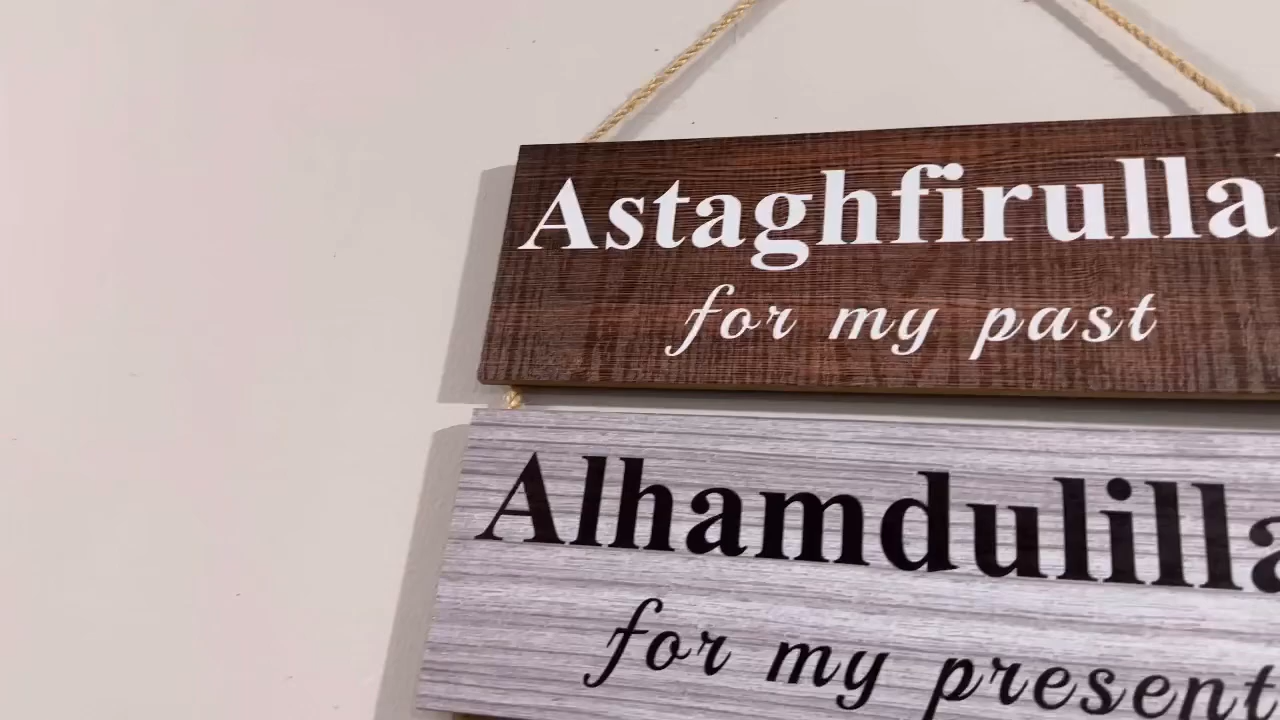 Astaghfirulla
for my past
Alhamdulilla
for my present